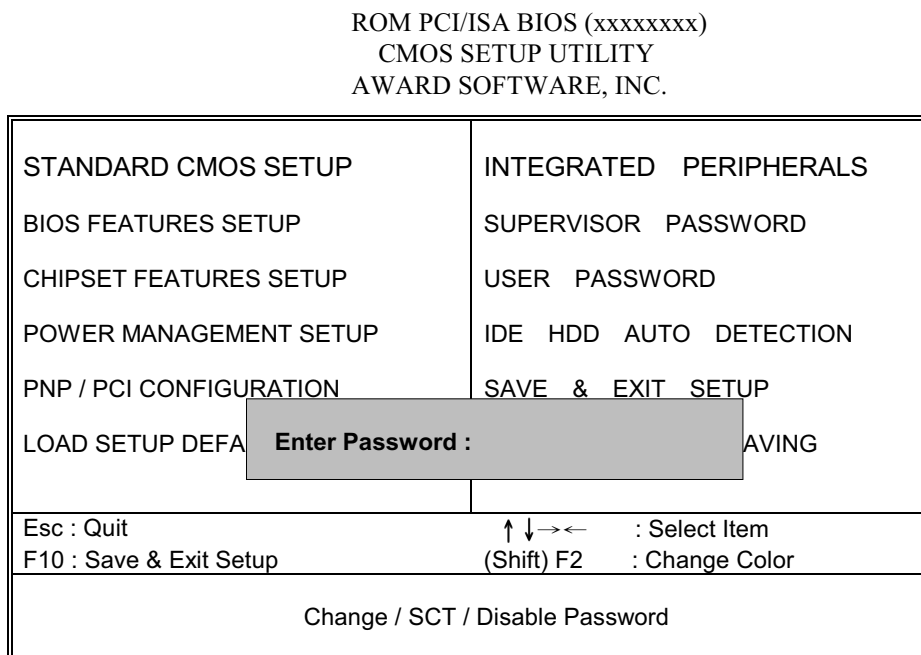 ROM PCI/ISA BIOS (xxxxxxxx)
CMOS SETUP UTILITY
AWARD SOFTWARE, INC.
STANDARD CMOS SETUP
BIOS FEATURES SETUP
CHIPSET FEATURES SETUP
POWER MANAGEMENT SETUP
PNP / PCI CONFIGURATION
LOAD SETUP DEFA
INTEGRATED PERIPHERALS
SUPERVISOR PASSWORD
USER PASSWORD
IDE HDD AUTO DETECTION
SAVE & EXIT SETUP
AVING
Enter Password :
Esc : Quit
F10 : Save & Exit Setup
↑ ↓→← : Select Item
(Shift) F2 : Change Color
Change / SCT / Disable Password